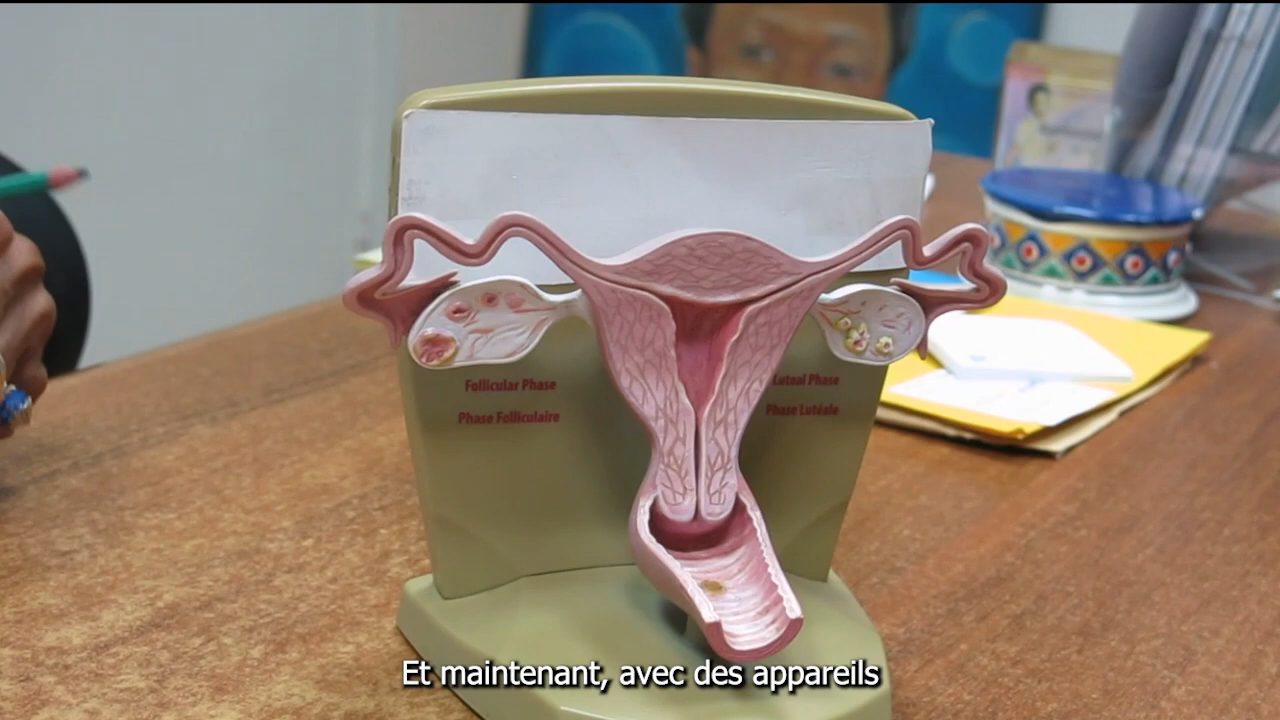 Follicular Phase
Phase Folliculaire
Luteal Phase
Phase Lutéale
Et maintenant, avec des appareils